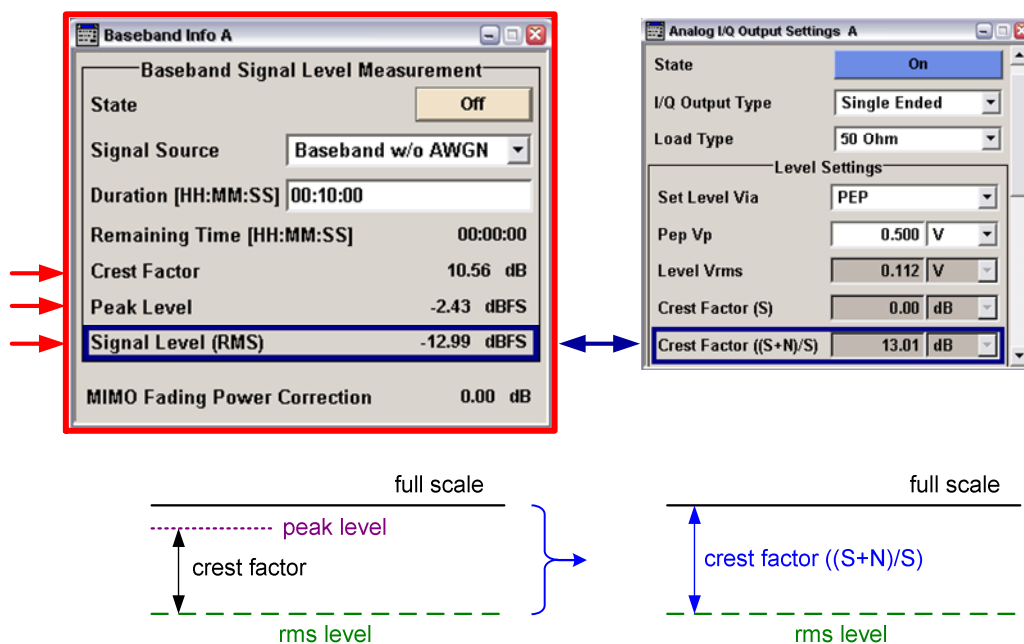 Baseband Info A
Baseband Signal Level Measurement
State Off
Signal Source Baseband w/o AWGN
Duration [HH:MM:SS] 00:10:00
Remaining Time [HH:MM:SS] 00:00:00
Crest Factor 10.56 dB
Peak Level -2.43 dBFS
Signal Level (RMS) -12.99 dBFS
MIMO Fading Power Correction 0.00 dB
Analog I/Q Output Settings A
State On
I/Q Output Type Single Ended
Load Type 50 Ohm
Level Settings
Set Level Via PEP
Pep Vp 0.500 V
Level Vrms 0.112 V
Crest Factor (S) 0.00 dB
Crest Factor ((S+N)/S) 13.01 dB
full scale
peak level
crest factor
rms level
full scale
crest factor ((S+N)/S)
rms level